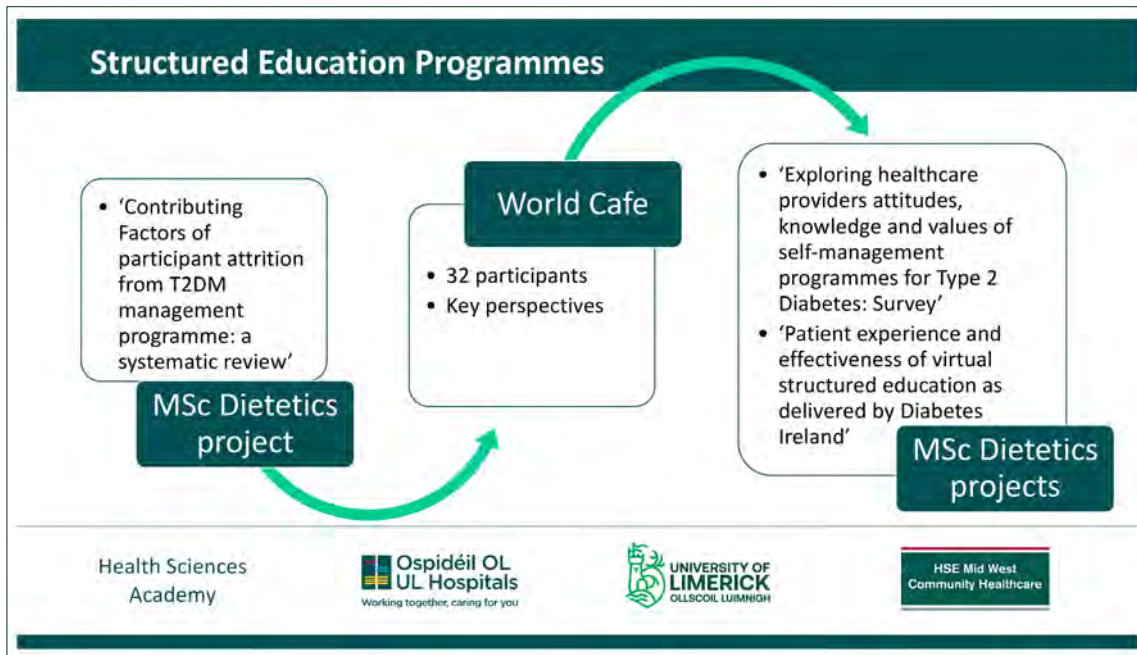 Structured Education Programmes
• ‘Contributing
Factors of
participant attrition
from T2DM
management
programme: a
systematic review’
MSc Dietetics
project
World Cafe
• 32 participants
• Key perspectives
• ‘Exploring healthcare
providers attitudes,
knowledge and values of
self-management
programmes for Type 2
Diabetes: Survey’
• ‘Patient experience and
effectiveness of virtual
structured education as
delivered by Diabetes
Ireland’
MSc Dietetics
projects
Health Sciences
Academy
Ospidéil OL
UL Hospitals
Working together, caring for you
UNIVERSITY OF
LIMERICK
OLLSCOIL LUIMNIGH
HSE Mid West
Community Healthcare